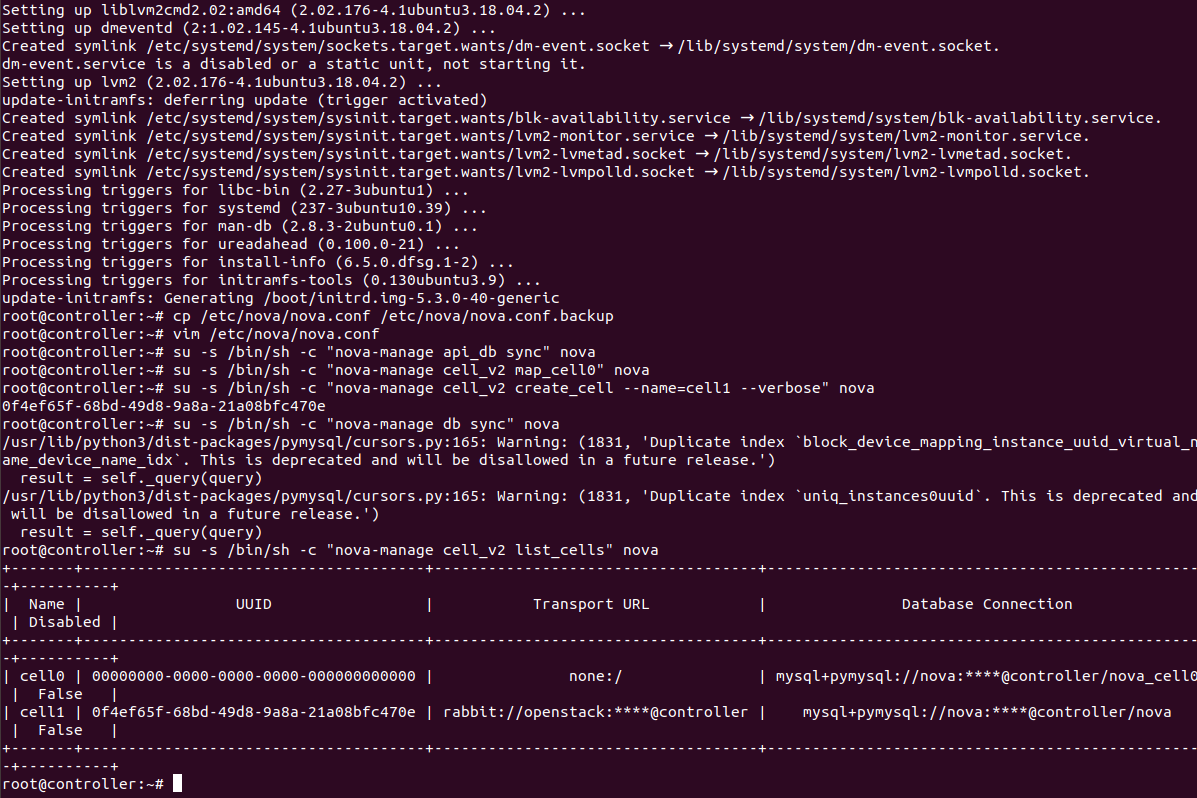 Setting up liblvm2cmd2.02:amd64 (2.02.176-4.1ubuntu3.18.04.2) ...
Setting up dmeventd (2:1.02.145-4.1ubuntu3.18.04.2) ...
Created symlink /etc/systemd/system/sockets.target.wants/dm-event.socket → /lib/systemd/system/dm-event.socket.
dm-event.service is a disabled or a static unit, not starting it.
Setting up lvm2 (2.02.176-4.1ubuntu3.18.04.2) ...
update-initramfs: deferring update (trigger activated)
Created symlink /etc/systemd/system/sysinit.target.wants/blk-availability.service → /lib/systemd/system/blk-availability.service.
Created symlink /etc/systemd/system/sysinit.target.wants/lvm2-monitor.service → /lib/systemd/system/lvm2-monitor.service.
Created symlink /etc/systemd/system/sysinit.target.wants/lvm2-lvmetad.socket → /lib/systemd/system/lvm2-lvmetad.socket.
Created symlink /etc/systemd/system/sysinit.target.wants/lvm2-lvmpolld.socket → /lib/systemd/system/lvm2-lvmpolld.socket.
Processing triggers for libc-bin (2.27-3ubuntu1) ...
Processing triggers for systemd (237-3ubuntu10.39) ...
Processing triggers for man-db (2.8.3-2ubuntu0.1) ...
Processing triggers for ureadahead (0.100.0-21) ...
Processing triggers for install-info (6.5.0.dfsg.1-2) ...
Processing triggers for initramfs-tools (0.130ubuntu3.9) ...
update-initramfs: Generating /boot/initrd.img-5.3.0-40-generic
root@controller:~# cp /etc/nova/nova.conf /etc/nova/nova.conf.backup
root@controller:~# vim /etc/nova/nova.conf
root@controller:~# su -s /bin/sh -c "nova-manage api_db sync" nova
root@controller:~# su -s /bin/sh -c "nova-manage cell_v2 map_cell0" nova
root@controller:~# su -s /bin/sh -c "nova-manage cell_v2 create_cell --name=cell1 --verbose" nova
0f4ef65f-68bd-49d8-9a8a-21a08bfc470e
root@controller:~# su -s /bin/sh -c "nova-manage db sync" nova
/usr/lib/python3/dist-packages/pymysql/cursors.py:165: Warning: (1831, 'Duplicate index `block_device_mapping_instance_uuid_virtual_n
ame_device_name_idx`. This is deprecated and will be disallowed in a future release.')
  result = self._query(query)
/usr/lib/python3/dist-packages/pymysql/cursors.py:165: Warning: (1831, 'Duplicate index `uniq_instances0uuid`. This is deprecated and
 will be disallowed in a future release.')
  result = self._query(query)
root@controller:~# su -s /bin/sh -c "nova-manage cell_v2 list_cells" nova
+-------+--------------------------------------+------------------------------------+------------------------------------------------
-+----------+
|  Name |                 UUID                 |           Transport URL            |               Database Connection
 | Disabled |
+-------+--------------------------------------+------------------------------------+------------------------------------------------
-+----------+
| cell0 | 00000000-0000-0000-0000-000000000000 |               none:/               | mysql+pymysql://nova:****@controller/nova_cell0
 |  False   |
| cell1 | 0f4ef65f-68bd-49d8-9a8a-21a08bfc470e | rabbit://openstack:****@controller |    mysql+pymysql://nova:****@controller/nova
 |  False   |
+-------+--------------------------------------+------------------------------------+------------------------------------------------
-+----------+
root@controller:~#